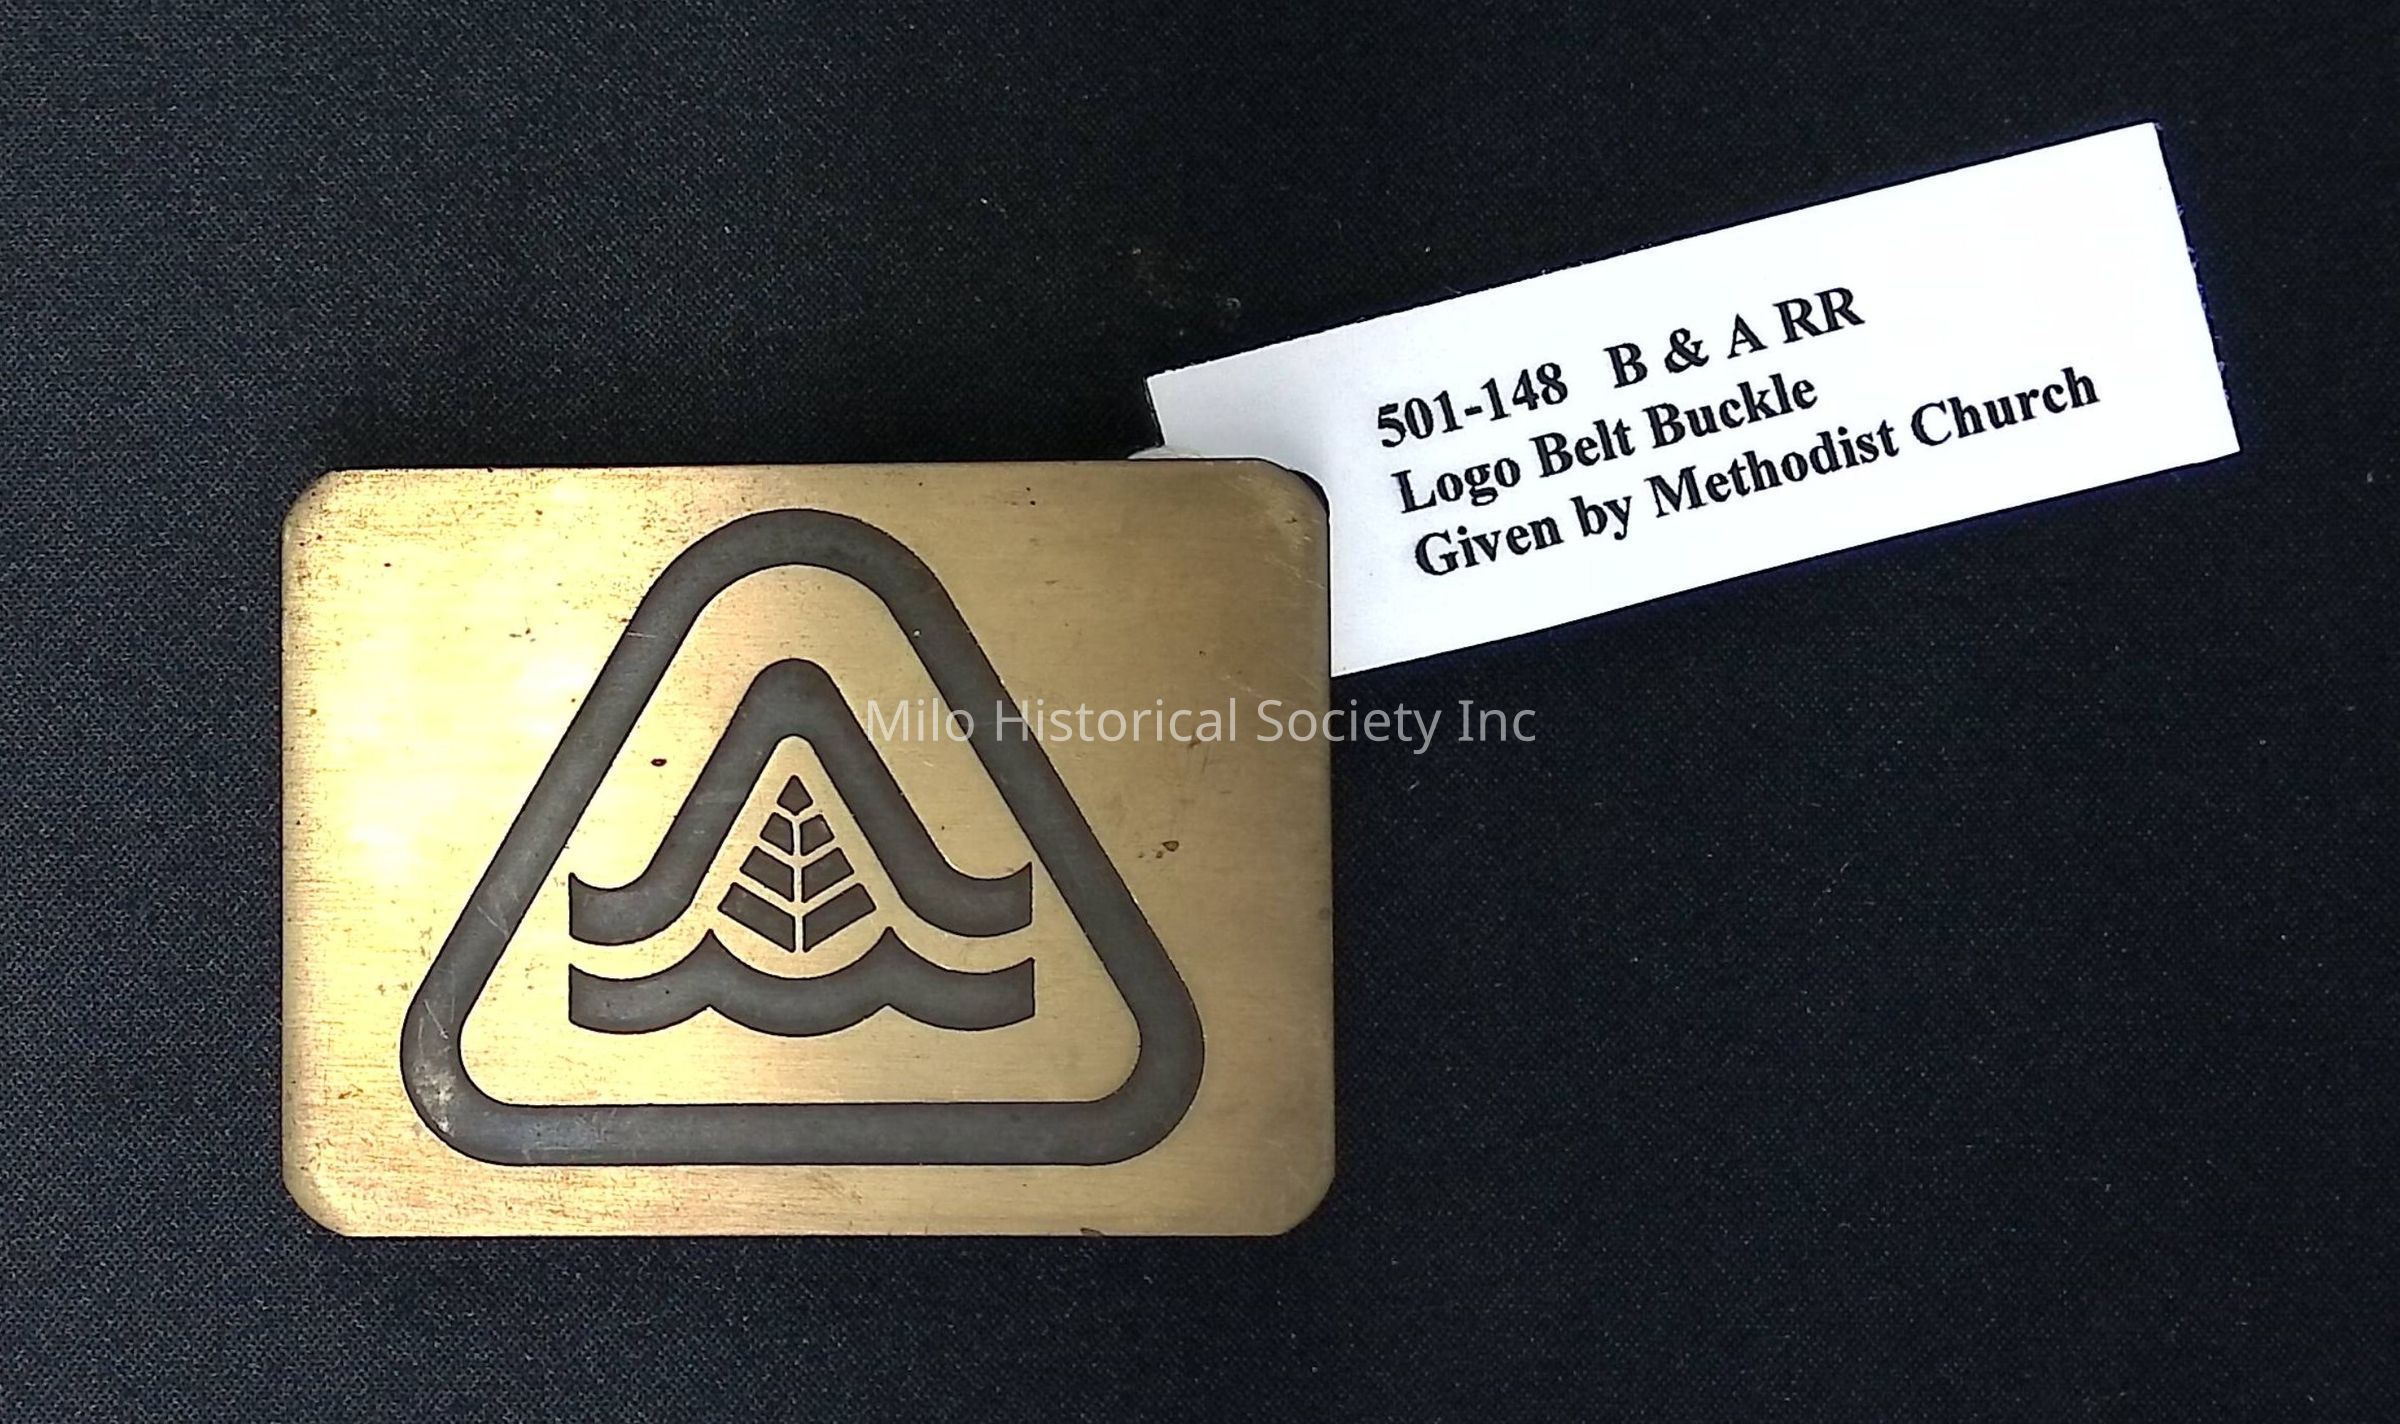 501-148 B & A RR
Logo Belt Buckle
Given by Methodist Church
Milo Historical Society Inc